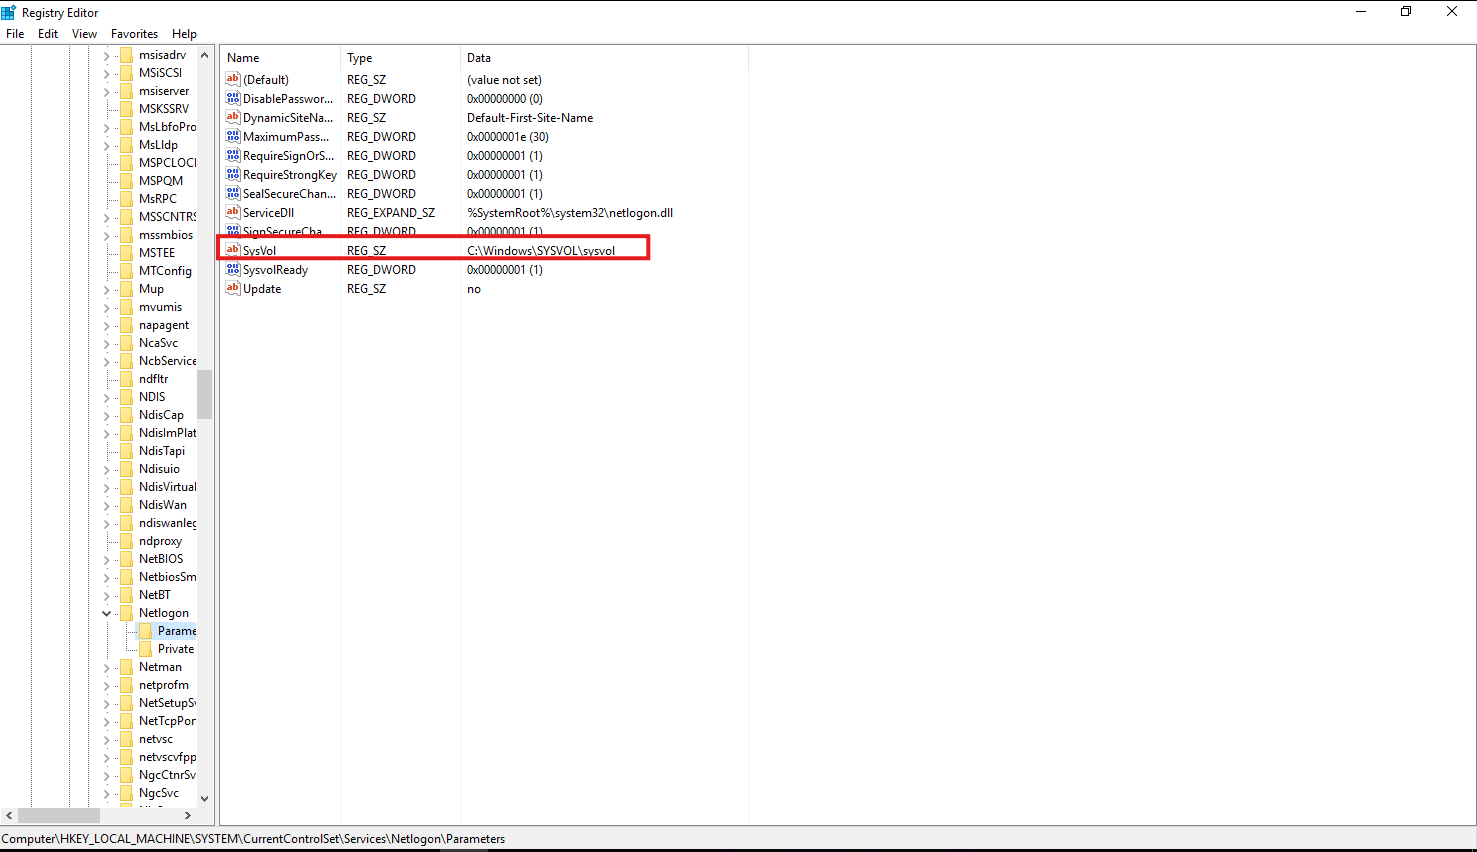 Registry Editor
File Edit View Favorites Help
msisadrv
MSiSCSI
msiserver
MSKSSRV
MsLbfoPro
MsLldp
MSPCLOC
MSPQM
MsRPC
MSSCNTRS
mssmbios
MSTEE
MTConfig
Mup
mvumis
napagent
NcaSvc
NcbService
ndfltr
NDIS
NdisCap
NdisImPlat
NdisTapi
Ndisuio
NdisVirtual
NdisWan
ndiswanleg
ndproxy
NetBIOS
NetbiosSm
NetBT
Netlogon
Parame
Private
Netman
netprofm
NetSetupSv
NetTcpPor
netvsc
netvscvfpp
NgcCtnrSv
NgcSvc
Name Type Data
(Default) REG_SZ (value not set)
DisablePasswor... REG_DWORD 0x00000000 (0)
DynamicSiteNa... REG_SZ Default-First-Site-Name
MaximumPass... REG_DWORD 0x0000001e (30)
RequireSignOrS... REG_DWORD 0x00000001 (1)
RequireStrongKey REG_DWORD 0x00000001 (1)
SealSecureChan... REG_DWORD 0x00000001 (1)
ServiceDll REG_EXPAND_SZ %SystemRoot%\system32\netlogon.dll
SignSecureCha... REG_DWORD 0x00000001 (1)
SysVol REG_SZ C:\Windows\SYSVOL\sysvol
SysvolReady REG_DWORD 0x00000001 (1)
Update REG_SZ no
Computer\HKEY_LOCAL_MACHINE\SYSTEM\CurrentControlSet\Services\Netlogon\Parameters